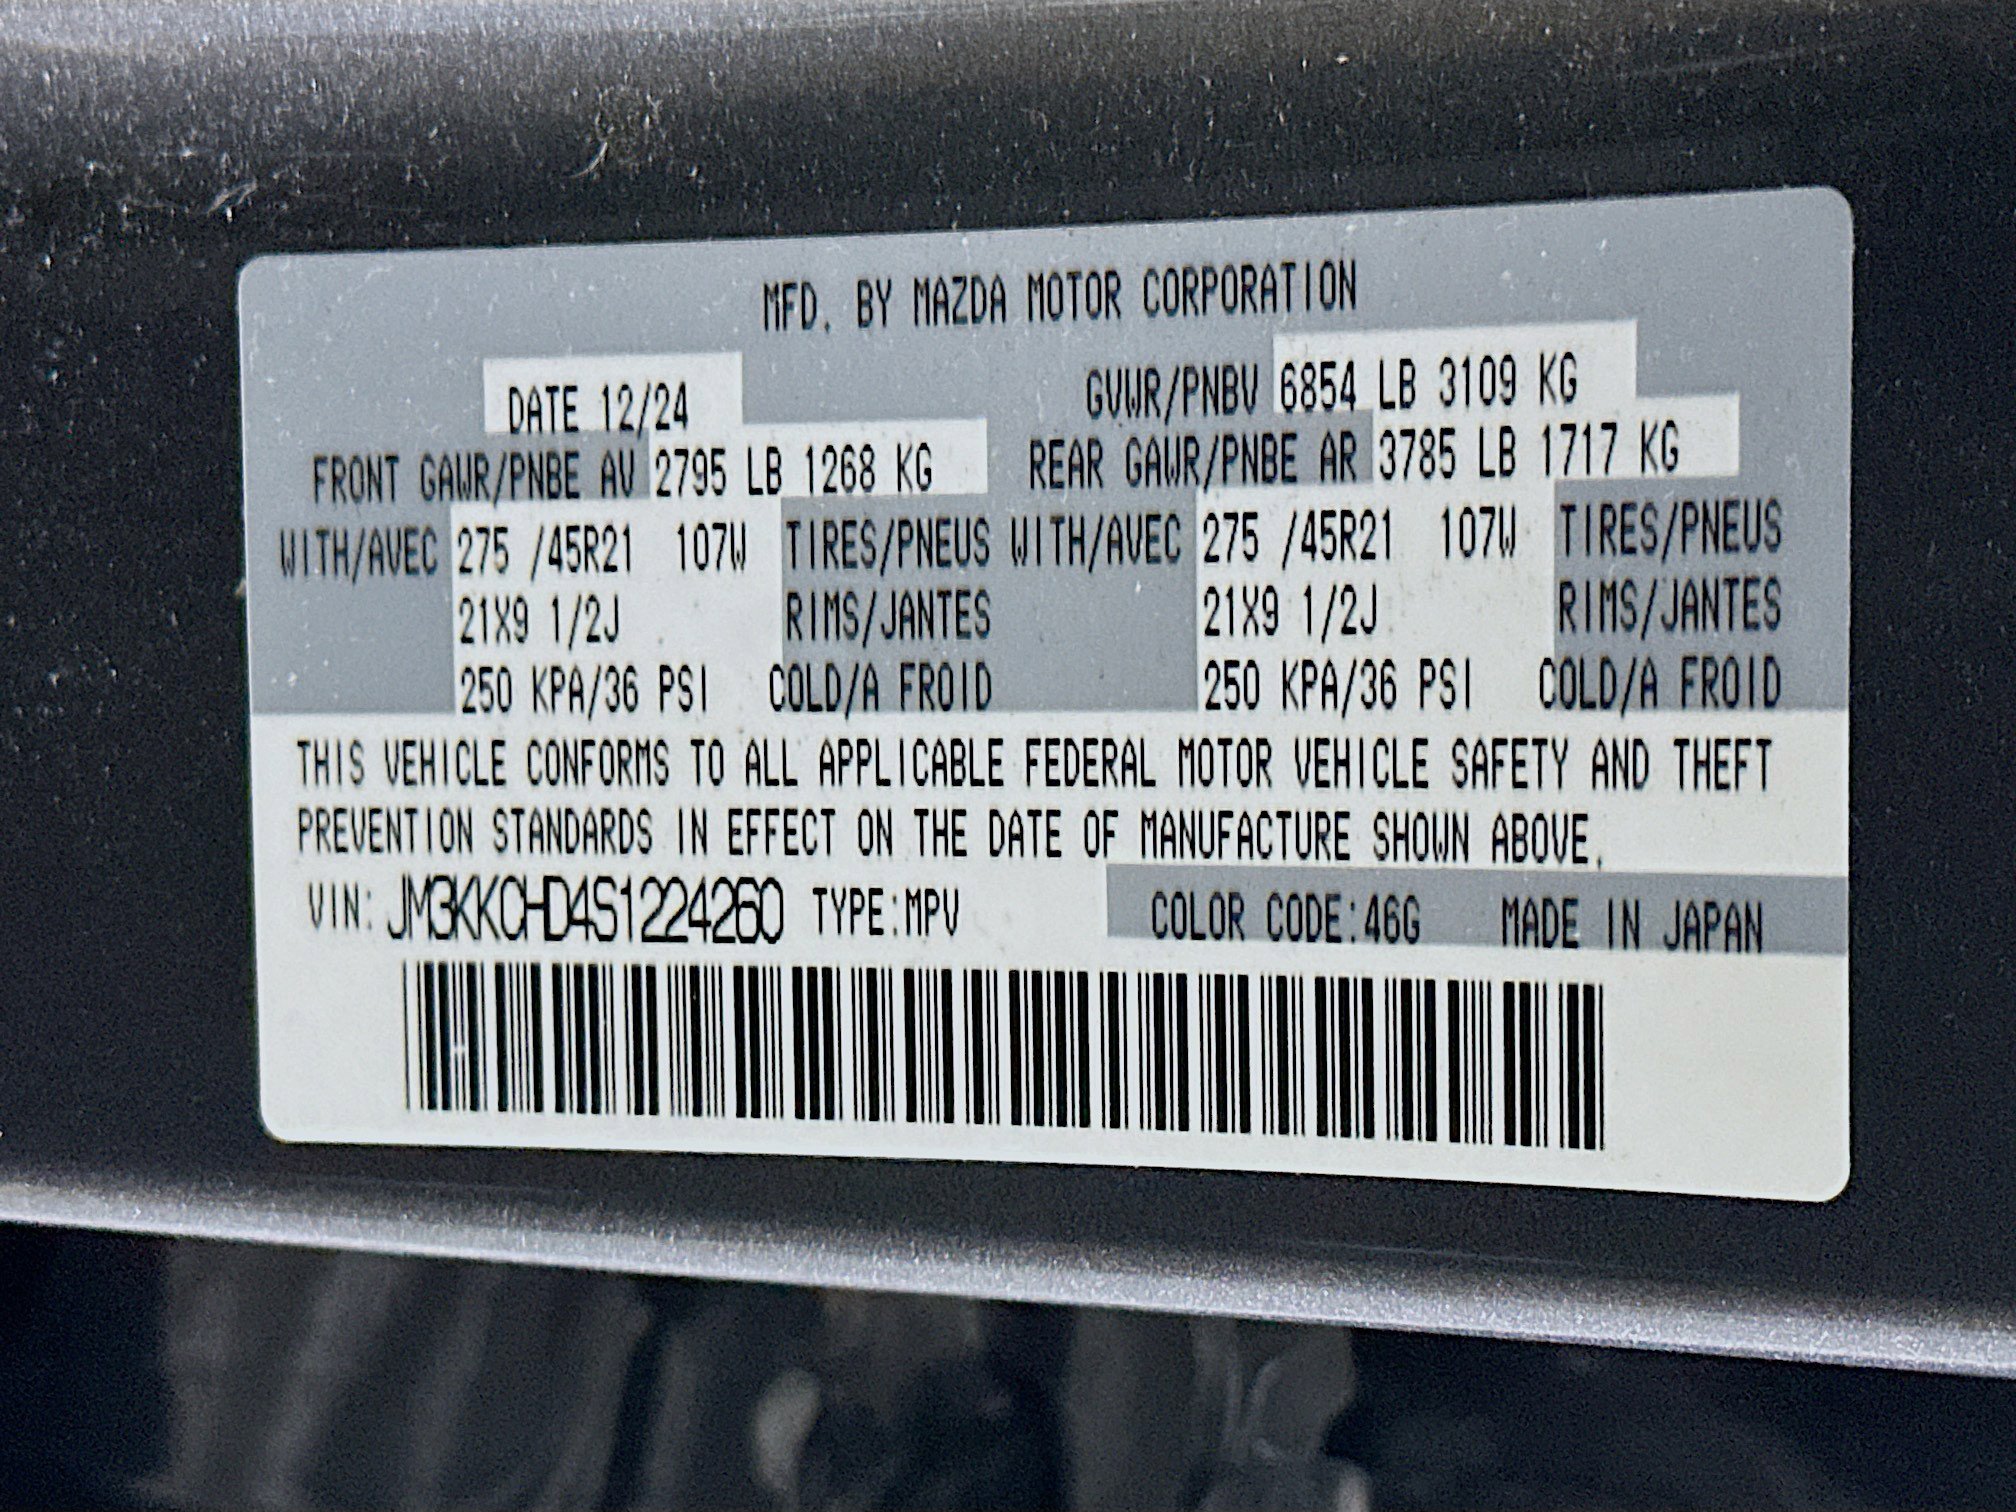 MFD. BY MAZDA MOTOR CORPORATION
DATE 12/24 GVWR/PNBV 6854 LB 3109 KG
FRONT GAWR/PNBE AV 2795 LB 1268 KG REAR GAWR/PNBE AR 3785 LB 1717 KG
WITH/AVEC 275 /45R21 107W TIRES/PNEUS WITH/AVEC 275 /45R21 107W TIRES/PNEUS
21X9 1/2J RIMS/JANTES 21X9 1/2J RIMS/JANTES
250 KPA/36 PSI COLD/A FROID 250 KPA/36 PSI COLD/A FROID
THIS VEHICLE CONFORMS TO ALL APPLICABLE FEDERAL MOTOR VEHICLE SAFETY AND THEFT
PREVENTION STANDARDS IN EFFECT ON THE DATE OF MANUFACTURE SHOWN ABOVE.
VIN: JM3KKCHD4S1224260 TYPE:MPV COLOR CODE:46G MADE IN JAPAN